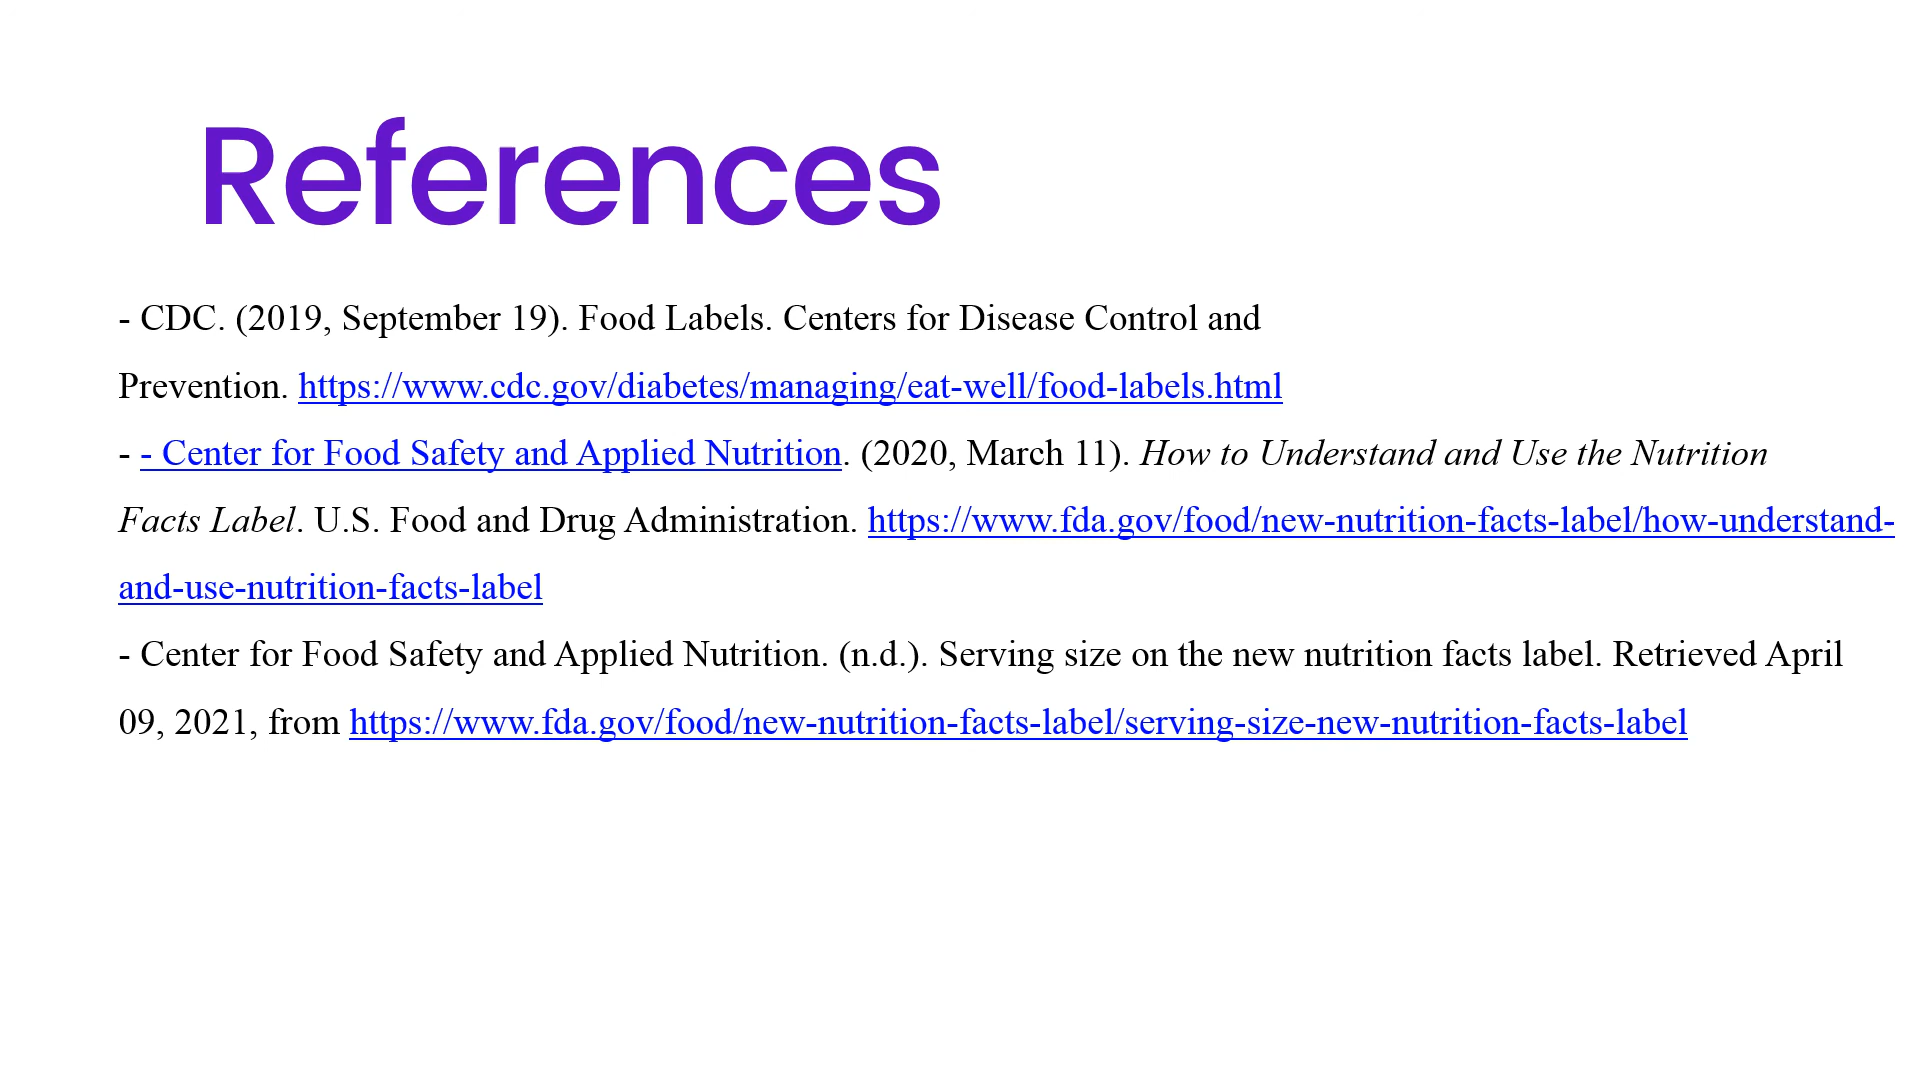 References
- CDC. (2019, September 19). Food Labels. Centers for Disease Control and
Prevention. https://www.cdc.gov/diabetes/managing/eat-well/food-labels.html
- - Center for Food Safety and Applied Nutrition. (2020, March 11). How to Understand and Use the Nutrition
Facts Label. U.S. Food and Drug Administration. https://www.fda.gov/food/new-nutrition-facts-label/how-understand-
and-use-nutrition-facts-label
- Center for Food Safety and Applied Nutrition. (n.d.). Serving size on the new nutrition facts label. Retrieved April
09, 2021, from https://www.fda.gov/food/new-nutrition-facts-label/serving-size-new-nutrition-facts-label